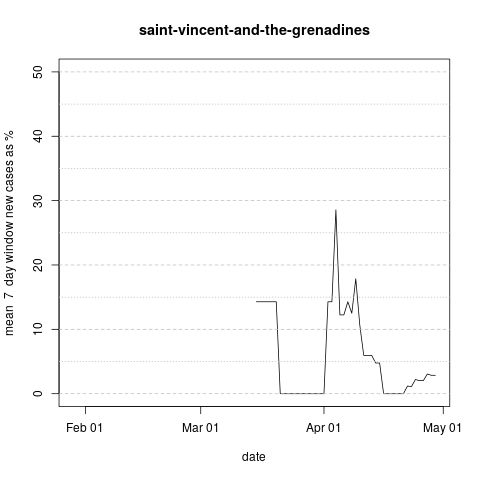 saint-vincent-and-the-grenadines
50
40
30
20
10
0
mean  7  day window new cases as %
Feb 01
Mar 01
Apr 01
May 01
date